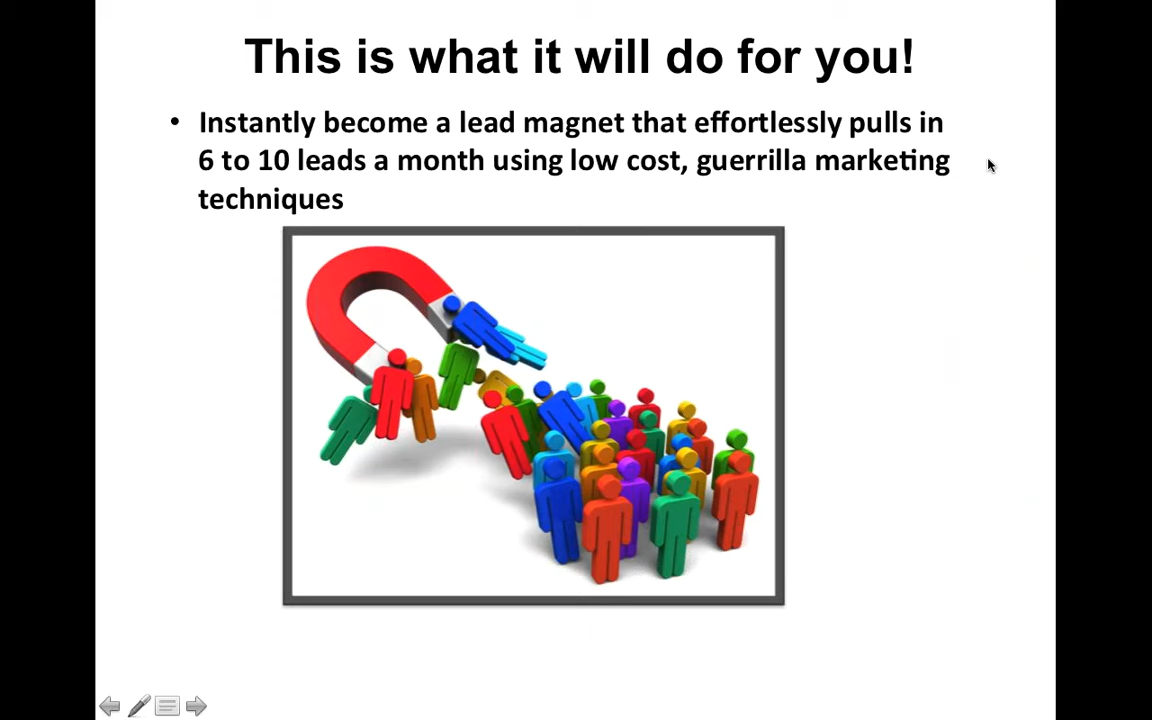 This is what it will do for you!
• Instantly become a lead magnet that effortlessly pulls in
6 to 10 leads a month using low cost, guerrilla marketing
techniques